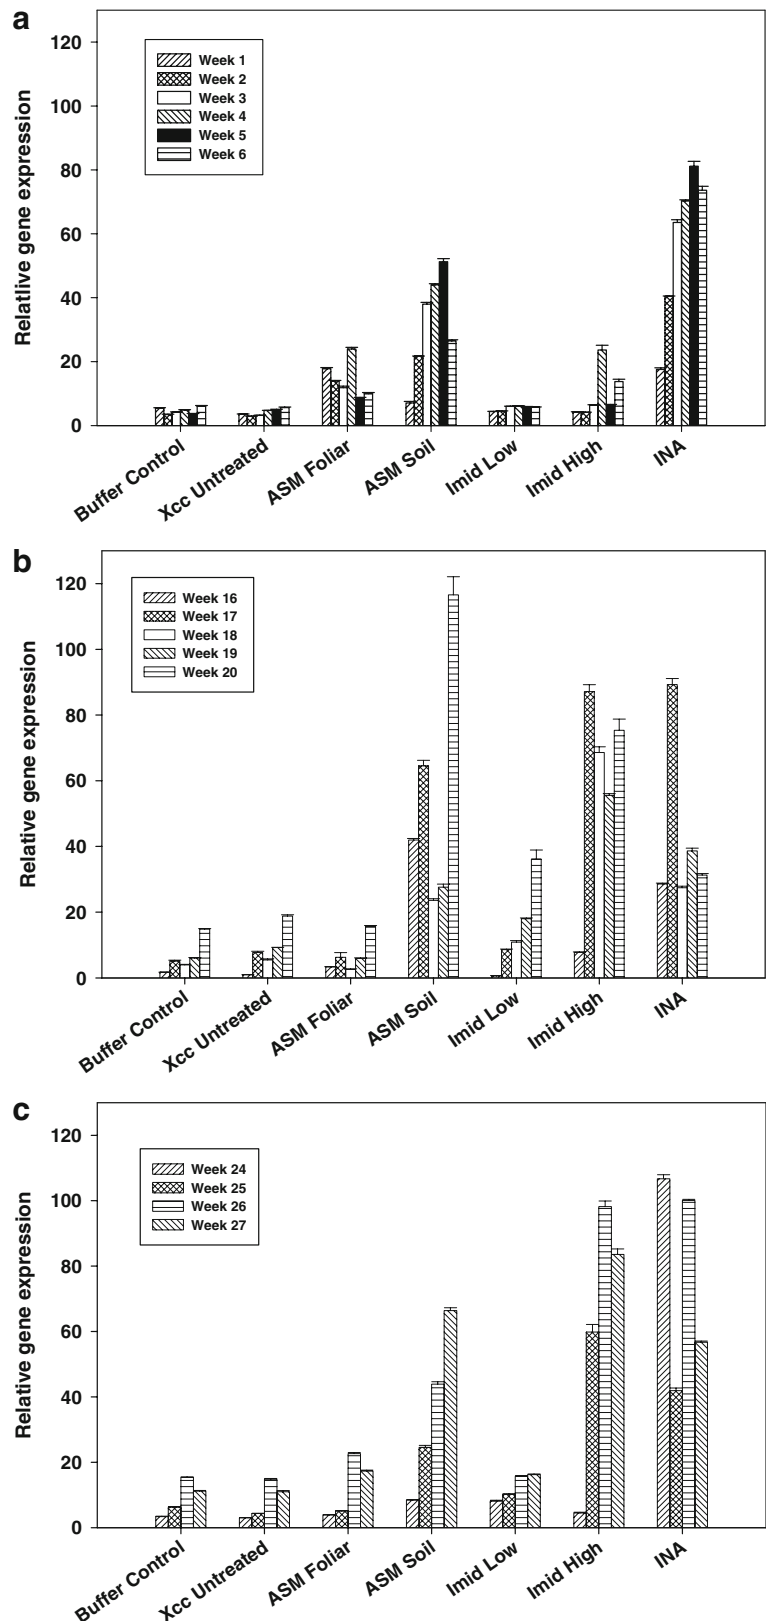 a
120
100
80
60
40
20
0
Relatlive gene expression
Week 1
Week 2
Week 3
Week 4
Week 5
Week 6
Buffer Control
Xcc Untreated
ASM Foliar
ASM Soil
Imid Low
Imid High
INA
b
120
100
80
60
40
20
0
Relative gene expression
Week 16
Week 17
Week 18
Week 19
Week 20
Buffer Control
Xcc Untreated
ASM Foliar
ASM Soil
Imid Low
Imid High
INA
c
120
100
80
60
40
20
0
Relative gene expression
Week 24
Week 25
Week 26
Week 27
Buffer Control
Xcc Untreated
ASM Foliar
ASM Soil
Imid Low
Imid High
INA